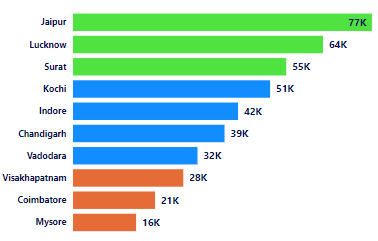 Jaipur 77K
Lucknow 64K
Surat 55K
Kochi 51K
Indore 42K
Chandigarh 39K
Vadodara 32K
Visakhapatnam 28K
Coimbatore 21K
Mysore 16K